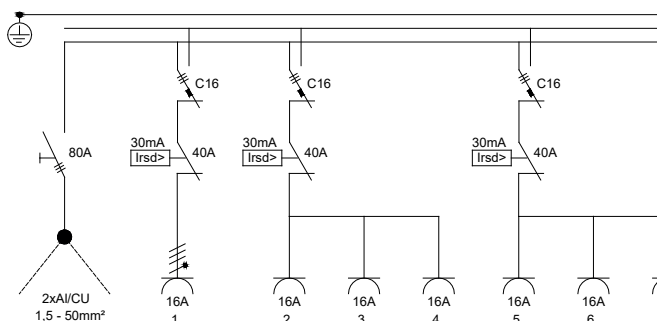 C16
C16
C16
30mA
30mA
30mA
80A
Irsd>
40A
Irsd>
40A
Irsd>
40A
2xAl/CU
1,5 - 50mm²
16A
16A
16A
16A
16A
16A
1
2
3
4
5
6